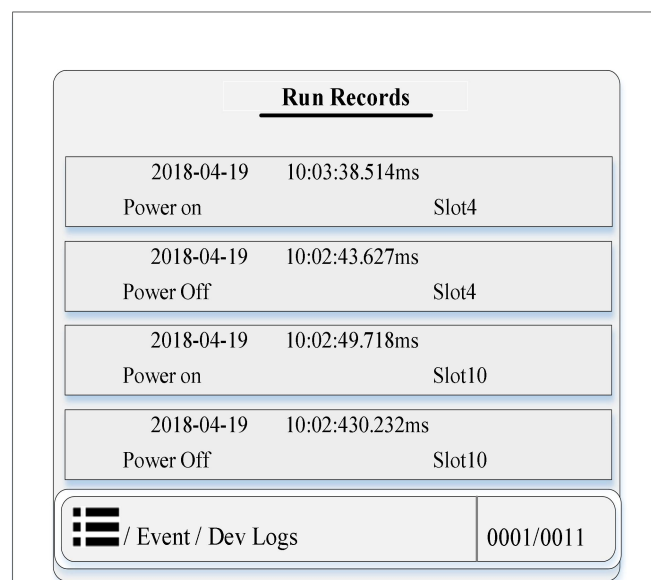 Run Records
2018-04-19 10:03:38.514ms
Power on Slot4
2018-04-19 10:02:43.627ms
Power Off Slot4
2018-04-19 10:02:49.718ms
Power on Slot10
2018-04-19 10:02:430.232ms
Power Off Slot10
/ Event / Dev Logs 0001/0011